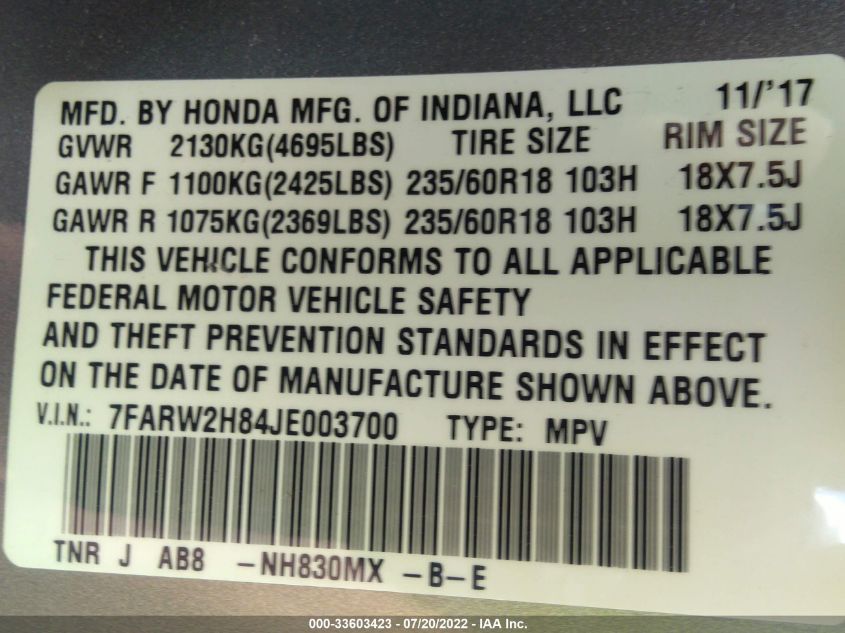 MFD. BY HONDA MFG. OF INDIANA, LLC 11/'17
GVWR 2130KG(4695LBS) TIRE SIZE RIM SIZE
GAWR F 1100KG(2425LBS) 235/60R18 103H 18X7.5J
GAWR R 1075KG(2369LBS) 235/60R18 103H 18X7.5J
THIS VEHICLE CONFORMS TO ALL APPLICABLE
FEDERAL MOTOR VEHICLE SAFETY
AND THEFT PREVENTION STANDARDS IN EFFECT
ON THE DATE OF MANUFACTURE SHOWN ABOVE.
V.I.N.: 7FARW2H84JE003700 TYPE: MPV
TNR J AB8 -NH830MX -B-E
000-33603423 - 07/20/2022 - IAA Inc.